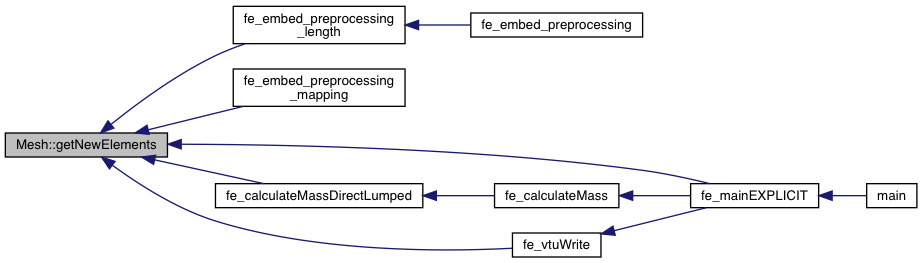 fe_embed_preprocessing
_length
fe_embed_preprocessing
fe_embed_preprocessing
_mapping
Mesh::getNewElements
fe_calculateMassDirectLumped
fe_calculateMass
fe_mainEXPLICIT
main
fe_vtuWrite